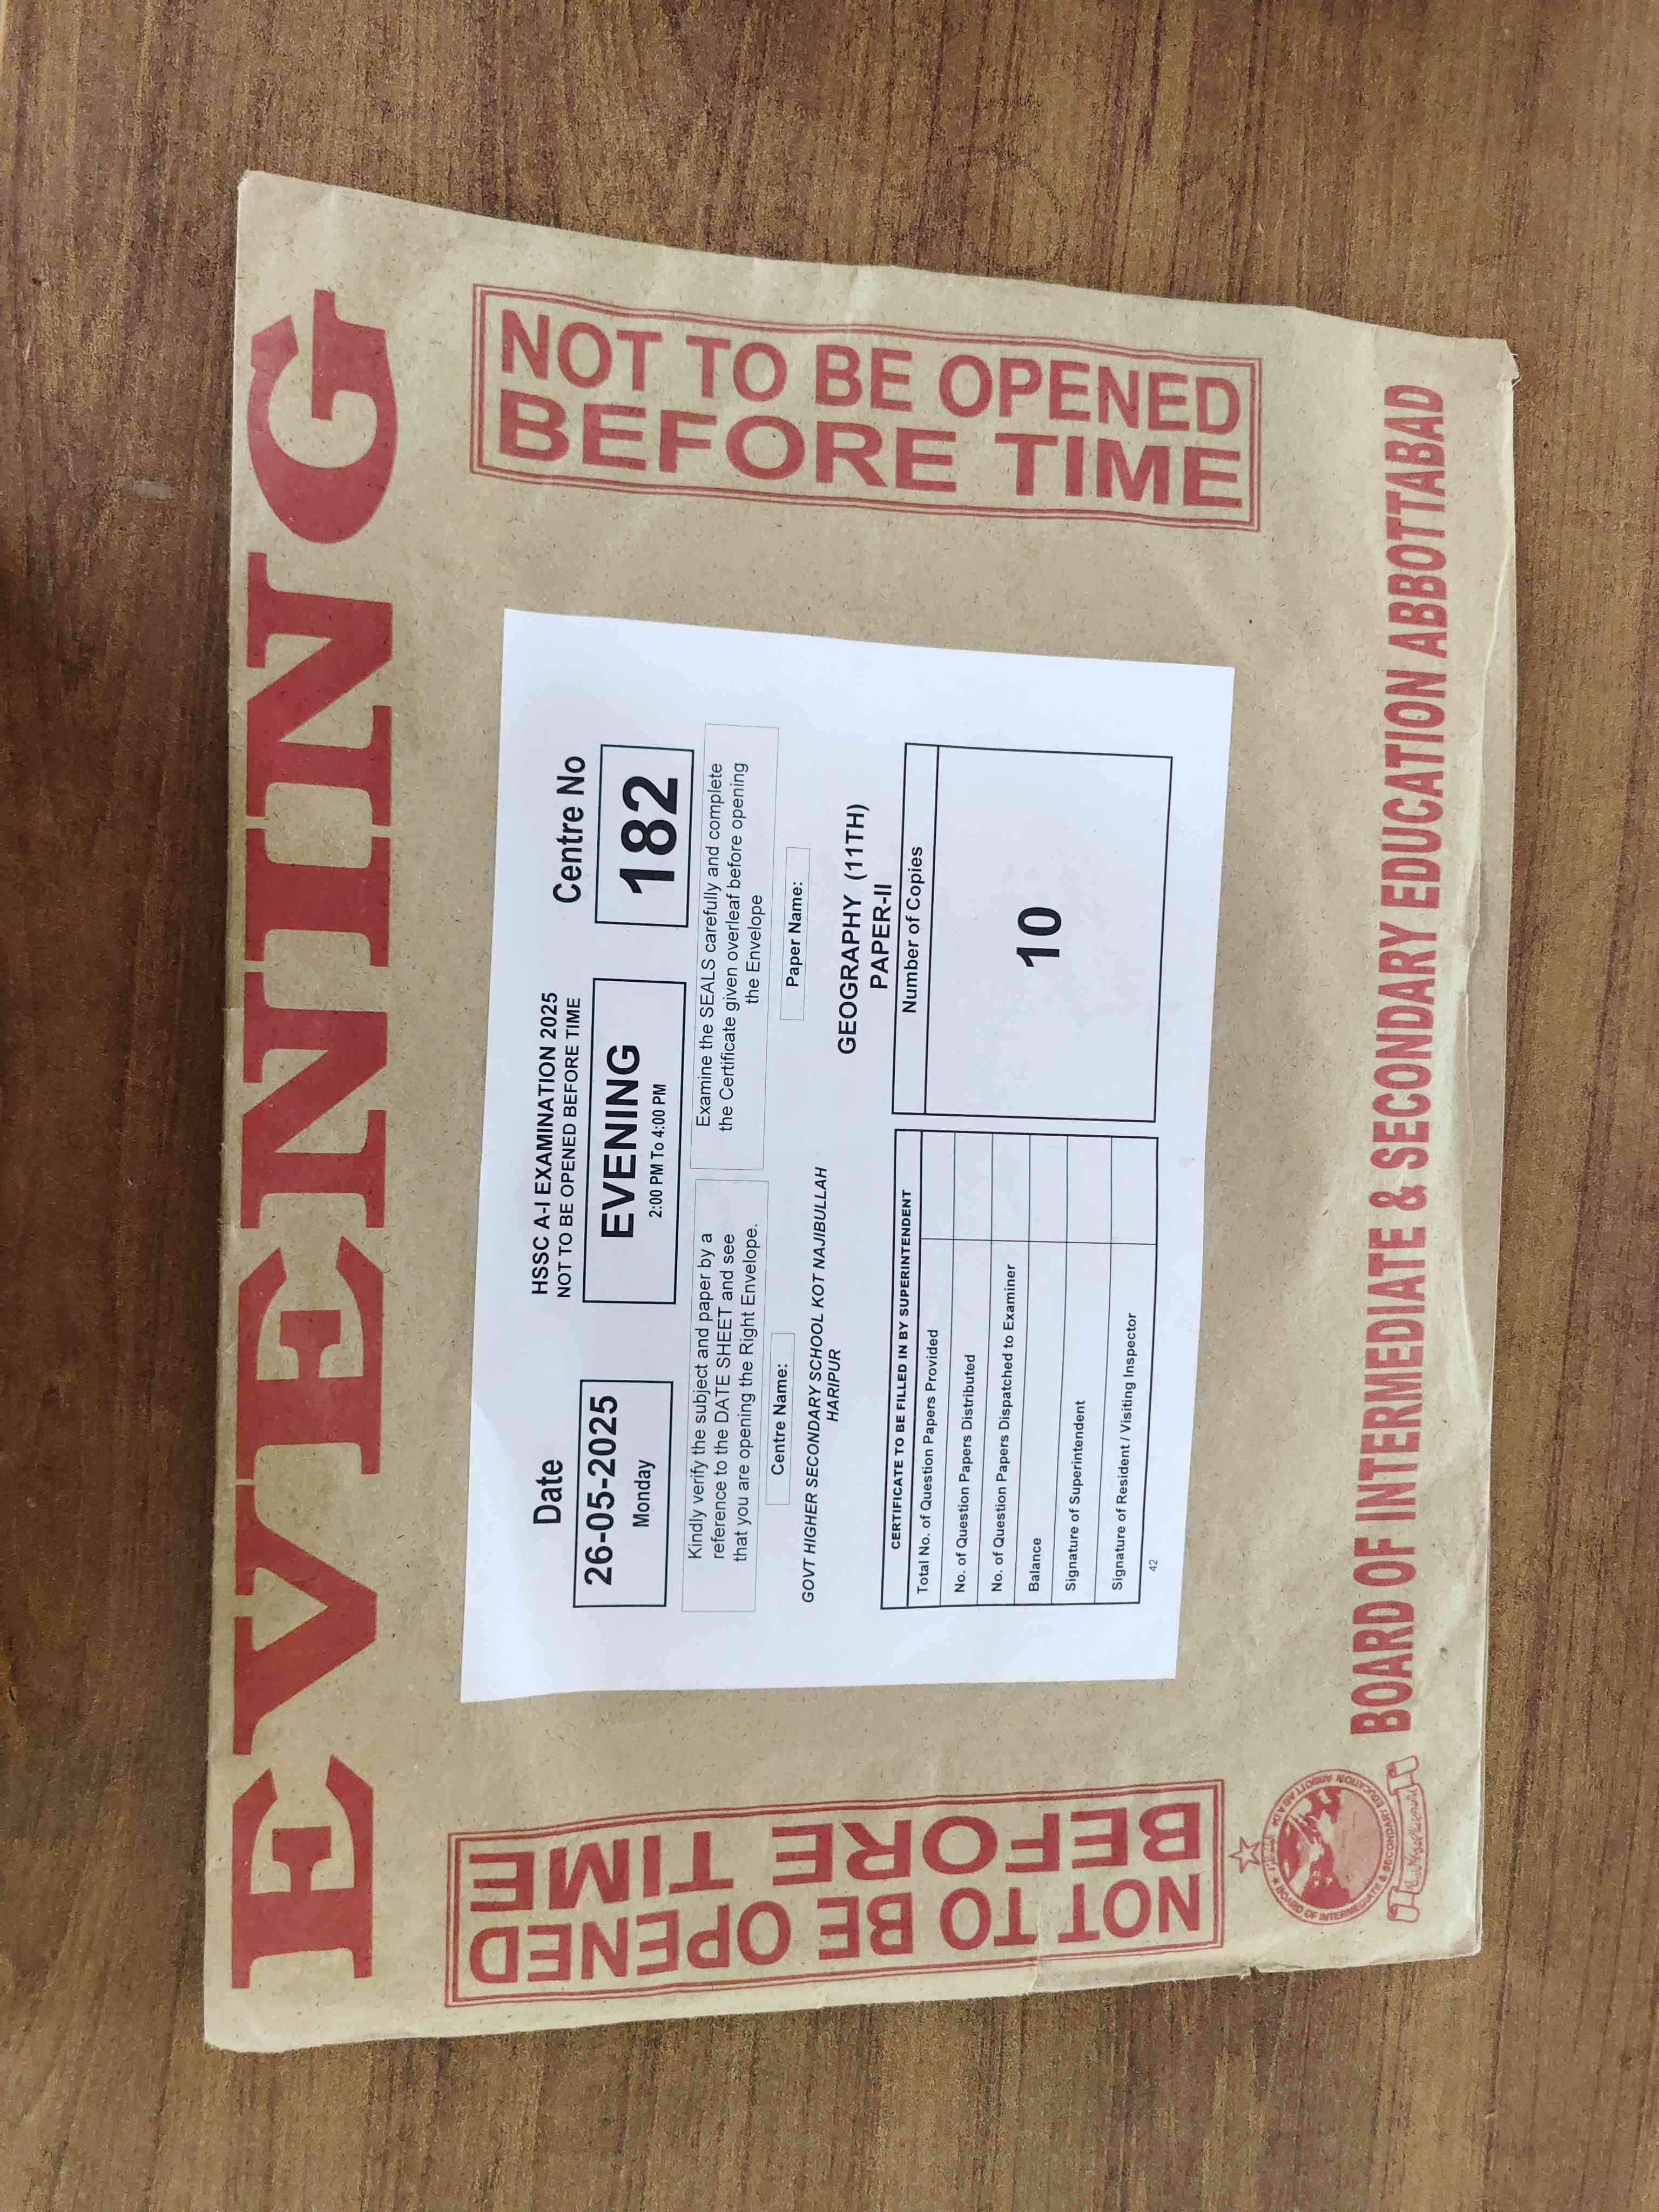 EVENING
NOT TO BE OPENED
BEFORE TIME
HSSC A-I EXAMINATION 2025
NOT TO BE OPENED BEFORE TIME
Date
26-05-2025
Monday
EVENING
2:00 PM To 4:00 PM
Centre No
182
Kindly verify the subject and paper by a
reference to the DATE SHEET and see
that you are opening the Right Envelope.
Examine the SEALS carefully and complete
the Certificate given overleaf before opening
the Envelope
Centre Name:
GOVT HIGHER SECONDARY SCHOOL KOT NAJIBULLAH
HARIPUR
Paper Name:
GEOGRAPHY (11TH)
PAPER-II
CERTIFICATE TO BE FILLED IN BY SUPERINTENDENT
Total No. of Question Papers Provided
No. of Question Papers Distributed
No. of Question Papers Dispatched to Examiner
Balance
Signature of Superintendent
Signature of Resident / Visiting Inspector
42
Number of Copies
10
NOT TO BE OPENED
BEFORE TIME
BOARD OF INTERMEDIATE & SECONDARY EDUCATION ABBOTTABAD
BOARD OF INTERMEDIATE & SECONDARY EDUCATION ABBOTTABAD